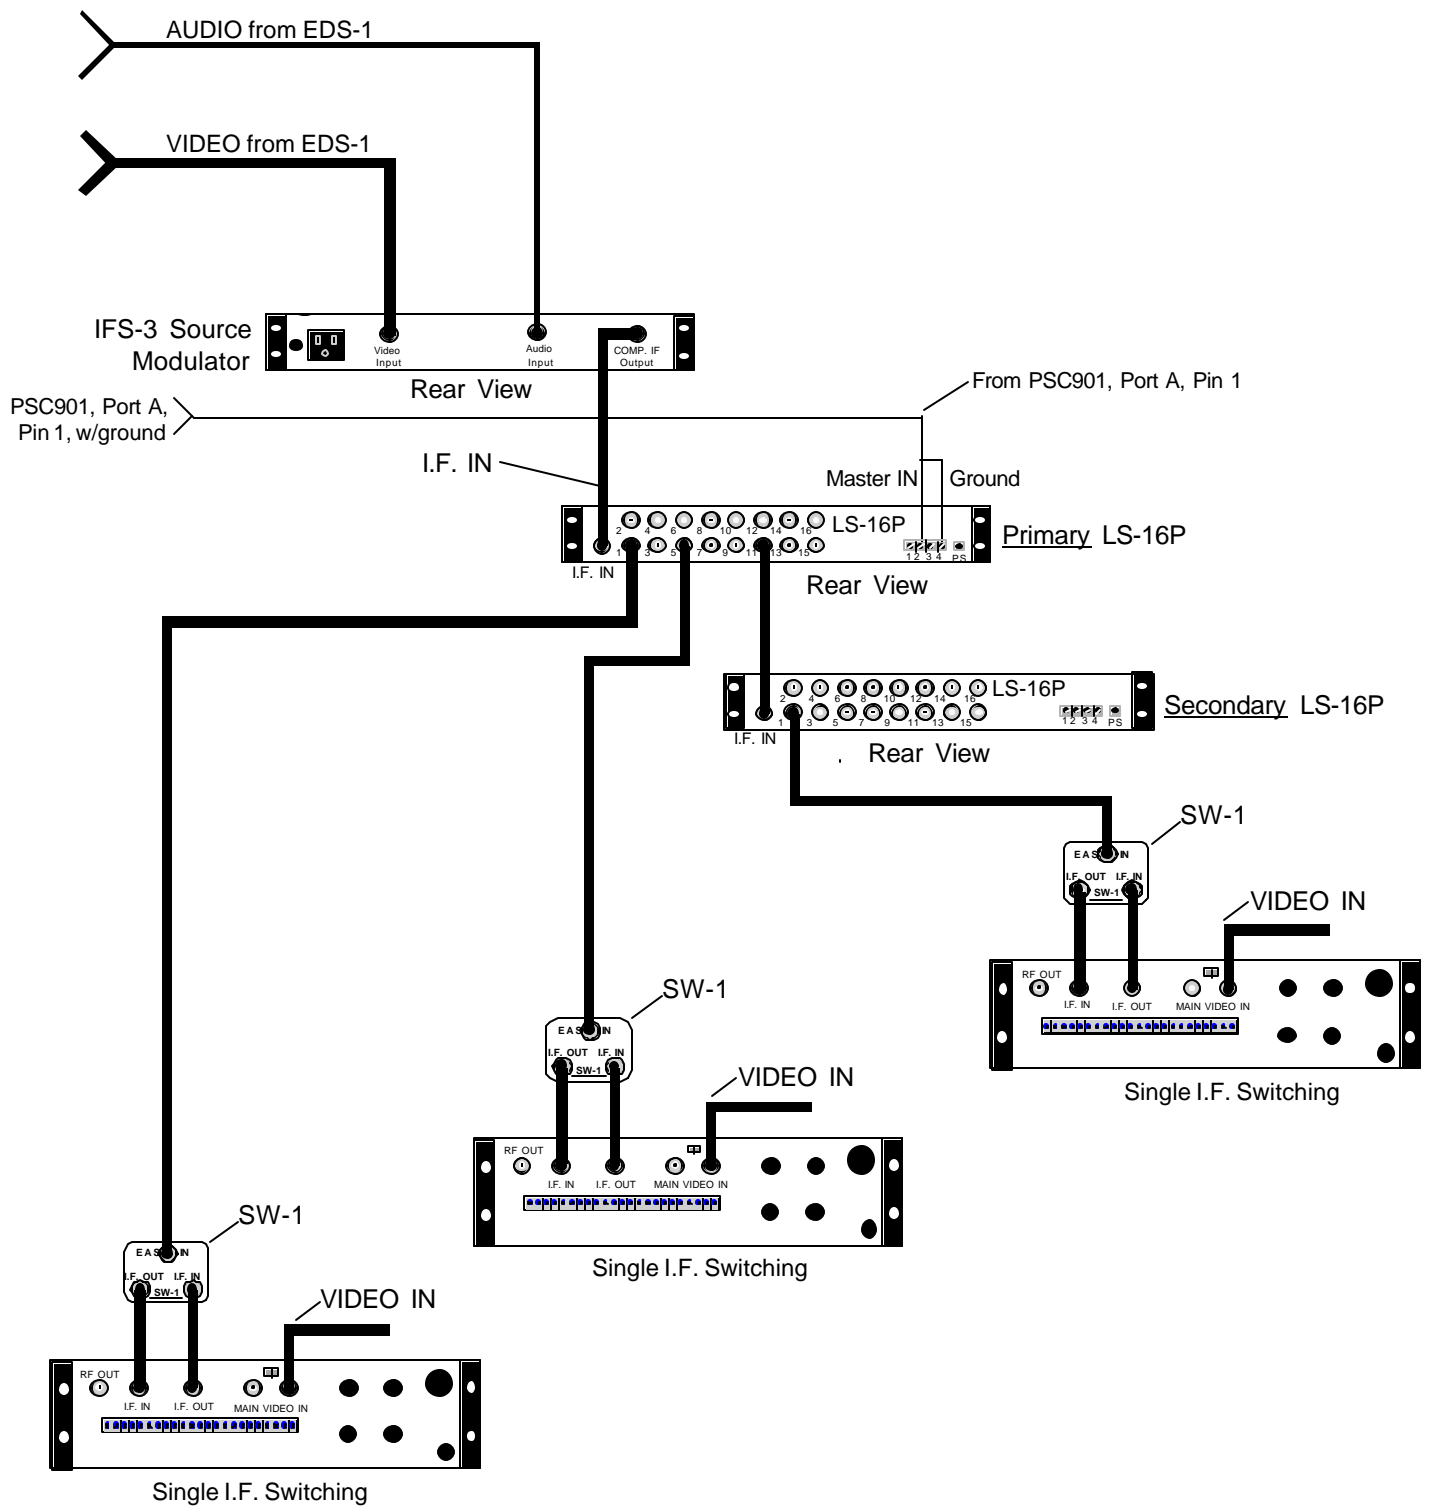 AUDIO from EDS-1
VIDEO from EDS-1
IFS-3 Source
Modulator
Video
Input
Audio
Input
COMP. IF
Output
Rear View
PSC901, Port A,
Pin 1, w/ground
From PSC901, Port A, Pin 1
I.F. IN
Master IN
Ground
2 4 6 8 10 12 14 16
LS-16P
1 3 5 7 9 11 13 15
1 2 3 4 PS
I.F. IN
Primary LS-16P
Rear View
2 4 6 8 10 12 14 16
LS-16P
1 3 5 7 9 11 13 15
1 2 3 4 PS
I.F. IN
Secondary LS-16P
Rear View
SW-1
EAS IN
I.F. OUT I.F. IN
SW-1
VIDEO IN
RF OUT
I.F. IN
I.F. OUT
MAIN VIDEO IN
Single I.F. Switching
SW-1
EAS IN
I.F. OUT I.F. IN
SW-1
VIDEO IN
RF OUT
I.F. IN
I.F. OUT
MAIN VIDEO IN
Single I.F. Switching
SW-1
EAS IN
I.F. OUT I.F. IN
SW-1
VIDEO IN
RF OUT
I.F. IN
I.F. OUT
MAIN VIDEO IN
Single I.F. Switching